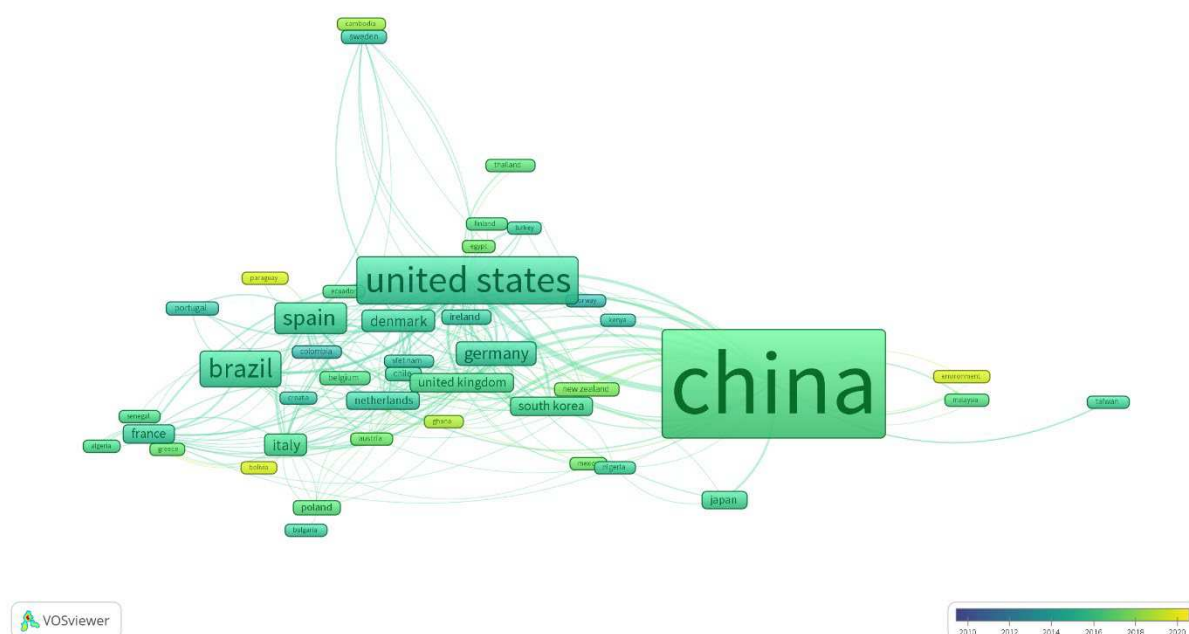 cambodia
sweden
thailand
finland
turkey
egypt
united states
paraguay
ecuador
norway
portugal
spain
denmark
ireland
kenya
colombia
vietnam
germany
brazil
chile
belgium
united kingdom
china
environment
new zealand
croatia
netherlands
south korea
malaysia
taiwan
senegal
france
ghana
algeria
greece
italy
austria
bolivia
mexico
nigeria
poland
japan
bulgaria
VOSviewer
2010 2012 2014 2016 2018 2020